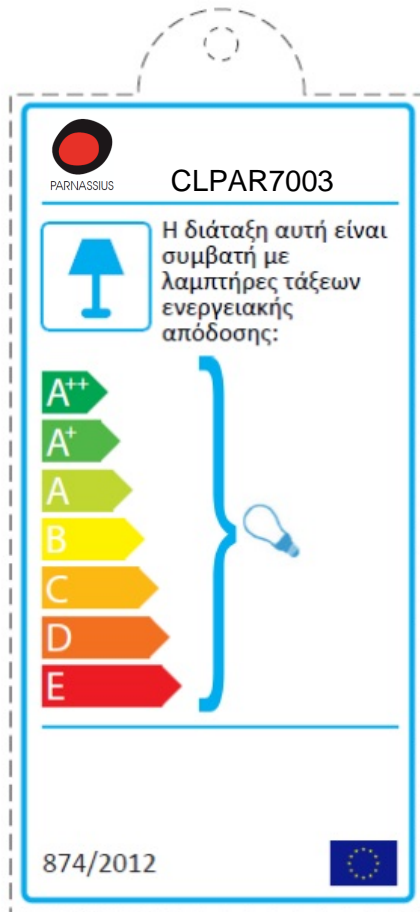 PARNASSIUS
CLPAR7003
Η διάταξη αυτή είναι
συμβατή με
λαμπτήρες τάξεων
ενεργειακής
απόδοσης:
A++
A+
A
B
C
D
E
874/2012